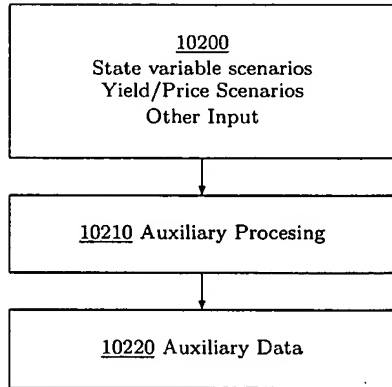 10200
State variable scenarios
Yield/Price Scenarios
Other Input
10210 Auxiliary Procesing
10220 Auxiliary Data